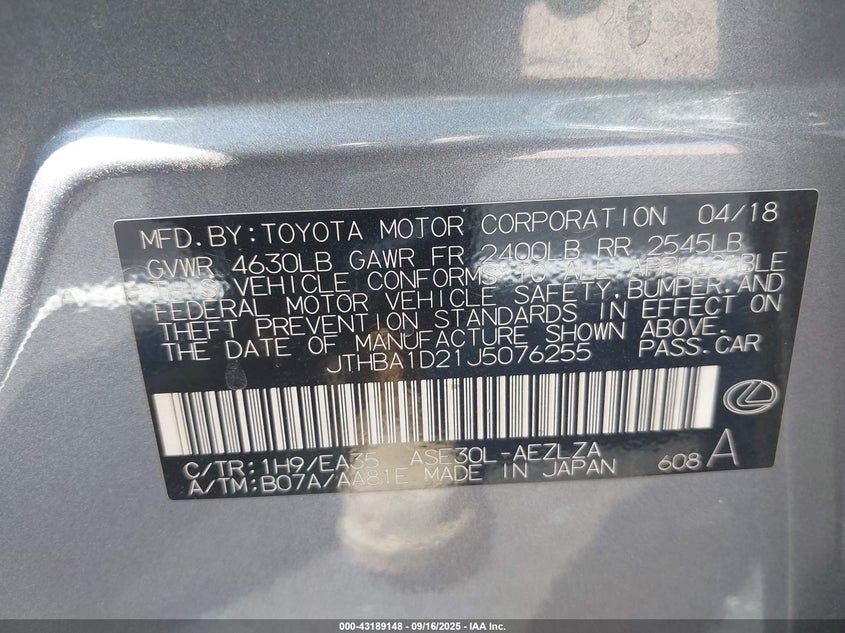 MFD.BY:TOYOTA MOTOR CORPORATION 04/18
GVWR 4630LB GAWR FR 2400LB RR 2545LB
THIS VEHICLE CONFORMS TO ALL APPLICABLE
FEDERAL MOTOR VEHICLE SAFETY,BUMPER,AND
THEFT PREVENTION STANDARDS IN EFFECT ON
THE DATE OF MANUFACTURE SHOWN ABOVE.
JTHBA1D21J5076255 PASS.CAR
C/TR:1H9/EA35 ASE30L-AEZLZA
A/TM:B07A/AA81E MADE IN JAPAN 608 A
000-43189148 - 09/16/2025 - IAA Inc.